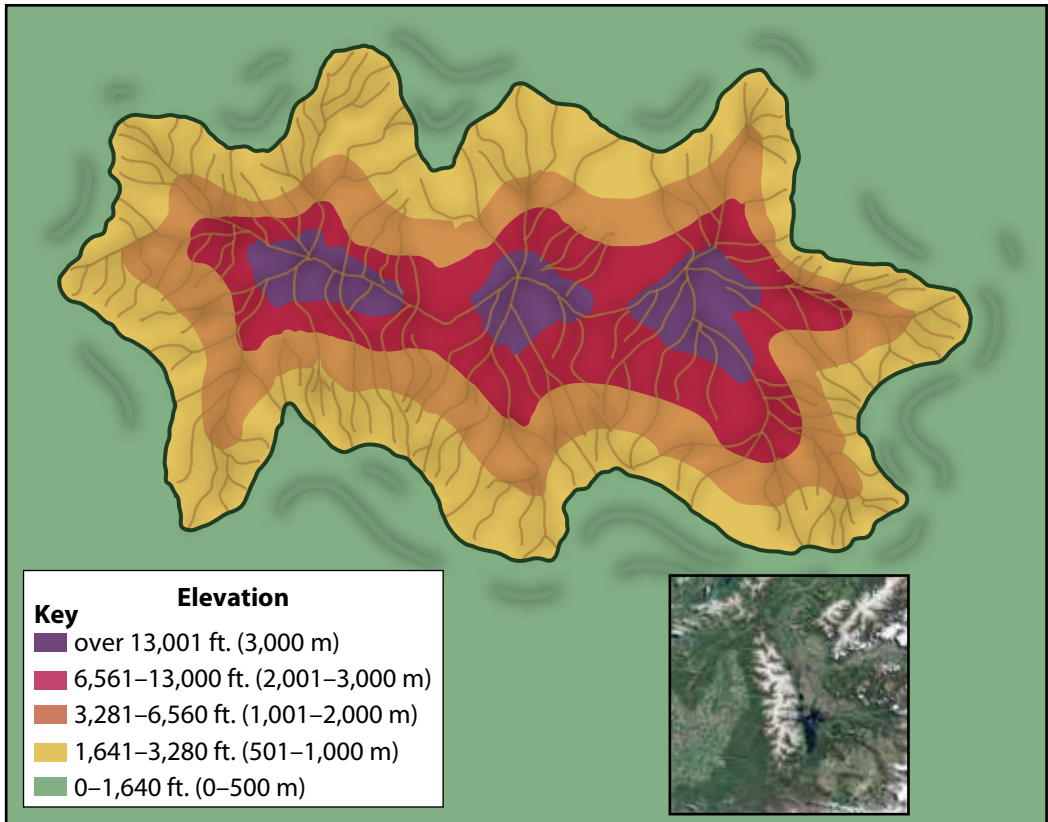 Elevation
Key
over 13,001 ft. (3,000 m)
6,561–13,000 ft. (2,001–3,000 m)
3,281–6,560 ft. (1,001–2,000 m)
1,641–3,280 ft. (501–1,000 m)
0–1,640 ft. (0–500 m)